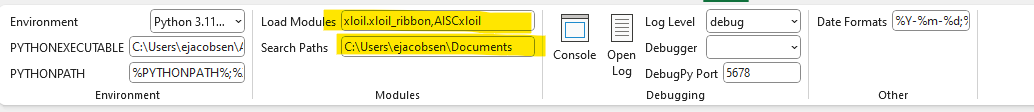 Environment Python 3.11... Load Modules xloil.xloil_ribbon,AISCxloil Log Level debug Date Formats %Y-%m-%d;%
PYTHONEXECUTABLE C:\Users\ejacobsen\A Search Paths C:\Users\ejacobsen\Documents Console Open Log Debugger
PYTHONPATH %PYTHONPATH%;% DebugPy Port 5678
Environment Modules Debugging Other